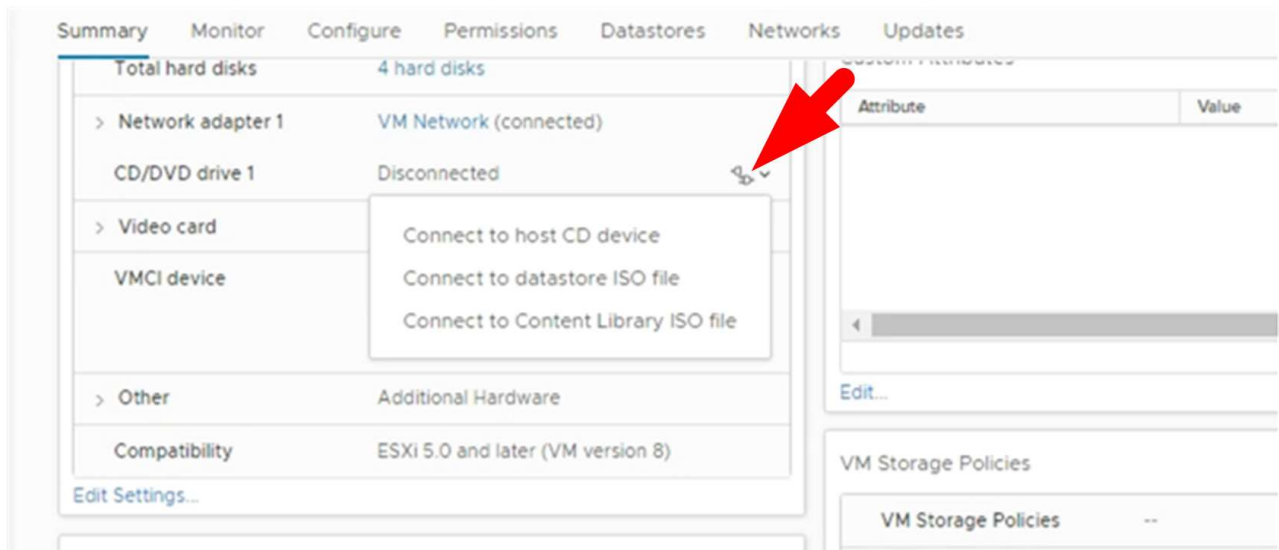 Summary Monitor Configure Permissions Datastores Networks Updates
Total hard disks 4 hard disks
Network adapter 1 VM Network (connected)
CD/DVD drive 1 Disconnected
Connect to host CD device
Connect to datastore ISO file
Connect to Content Library ISO file
Video card
VMCI device
Other Additional Hardware
Compatibility ESXi 5.0 and later (VM version 8)
Edit Settings...
Custom Attributes
Attribute Value
Edit...
VM Storage Policies
VM Storage Policies --